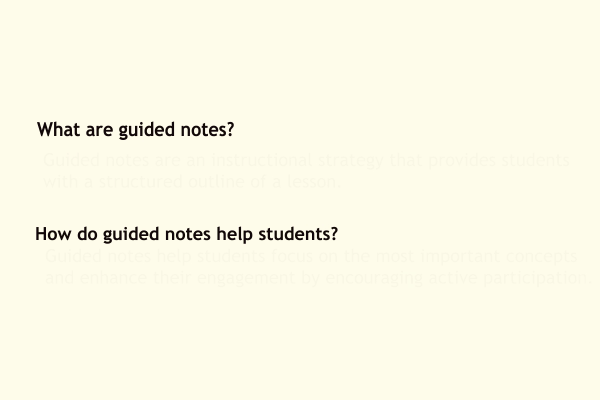 What are guided notes?
Guided notes are an instructional strategy that provides students
with a structured outline of a lesson.
How do guided notes help students?
Guided notes help students focus on the most important concepts
and enhance their engagement by encouraging active participation.